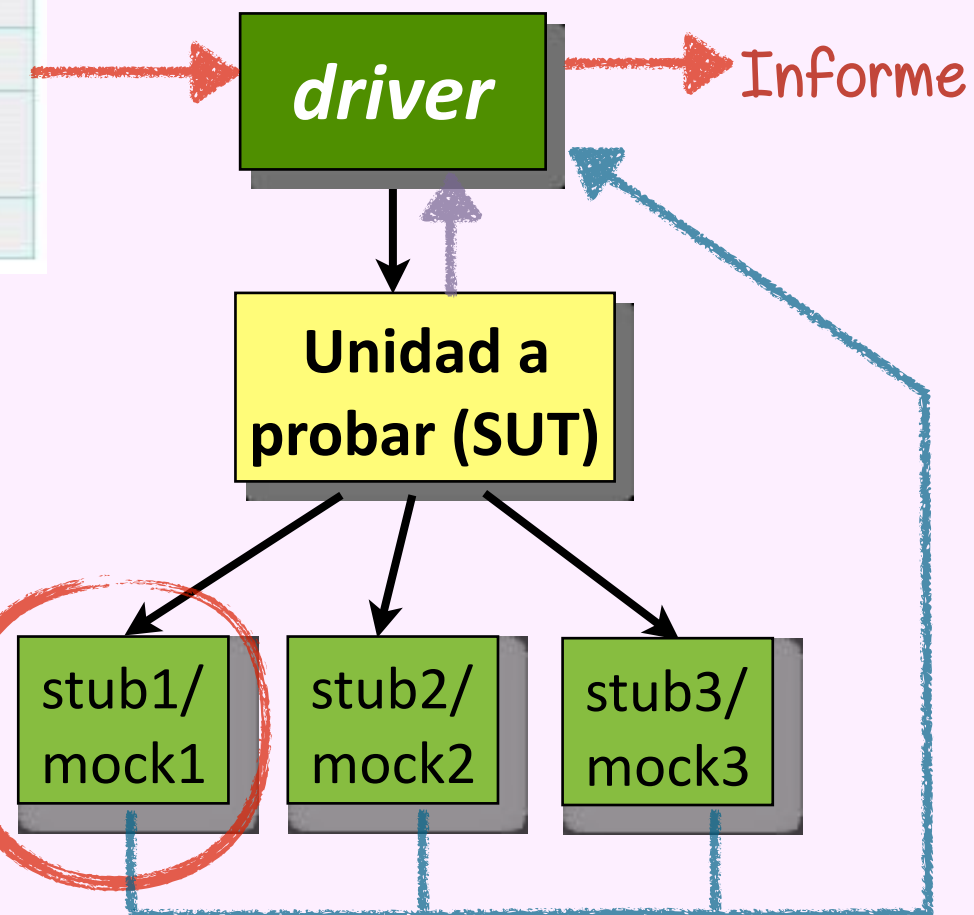 driver
Informe
Unidad a
probar (SUT)
stub1/
mock1
stub2/
mock2
stub3/
mock3